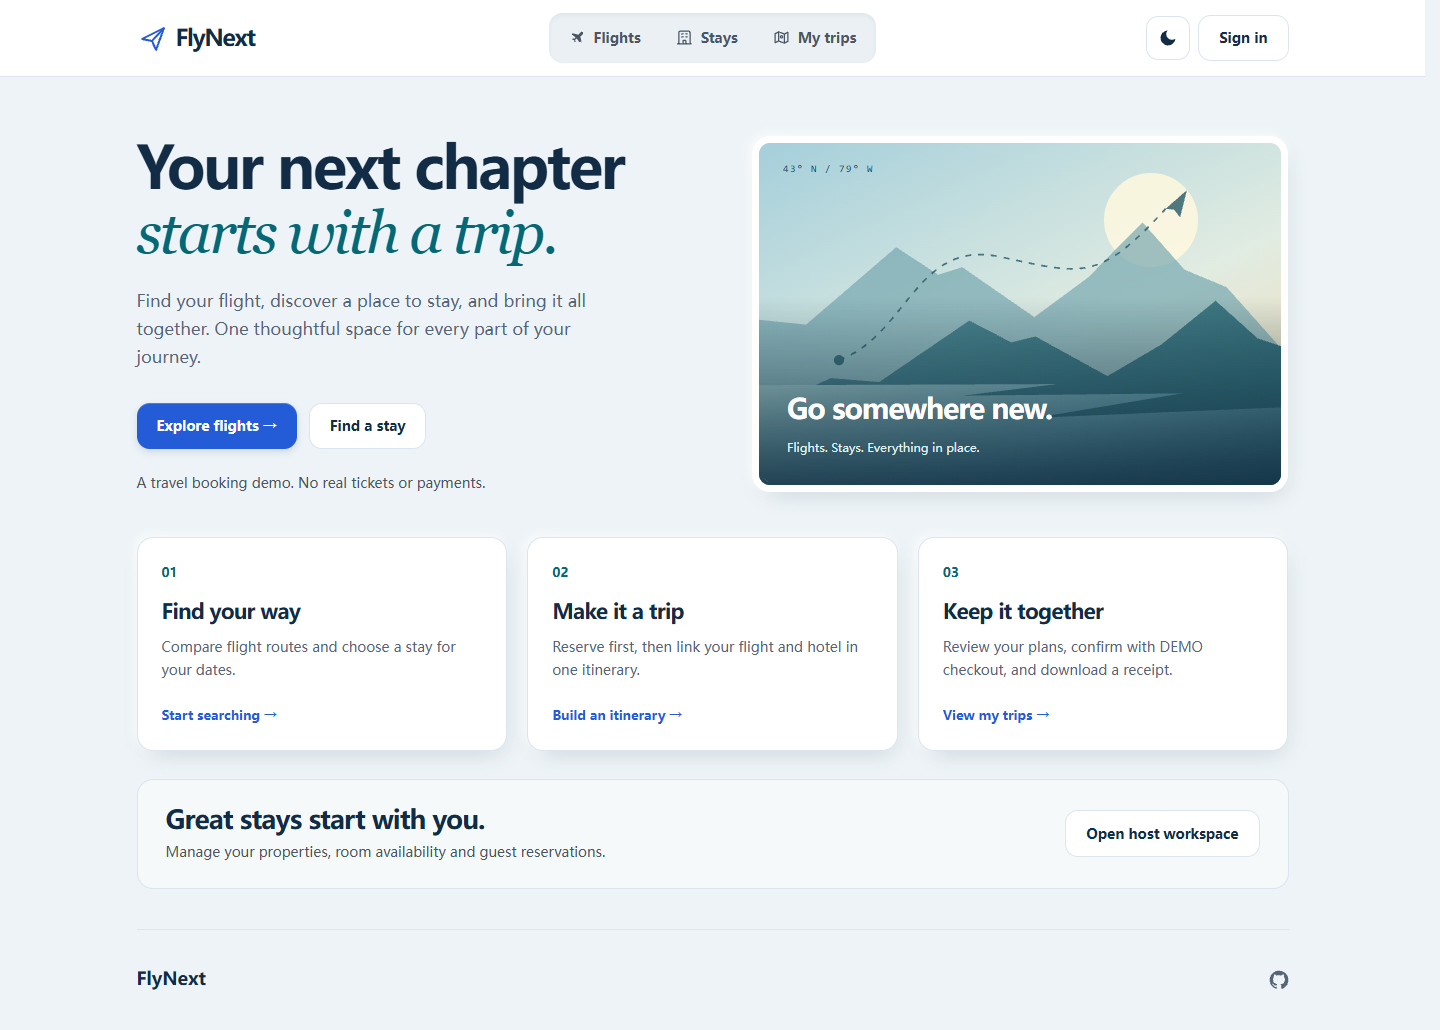 FlyNext
Flights
Stays
My trips
Sign in
Your next chapter
starts with a trip.
Find your flight, discover a place to stay, and bring it all
together. One thoughtful space for every part of your
journey.
Explore flights →
Find a stay
A travel booking demo. No real tickets or payments.
43° N / 79° W
Go somewhere new.
Flights. Stays. Everything in place.
01
Find your way
Compare flight routes and choose a stay for
your dates.
Start searching →
02
Make it a trip
Reserve first, then link your flight and hotel in
one itinerary.
Build an itinerary →
03
Keep it together
Review your plans, confirm with DEMO
checkout, and download a receipt.
View my trips →
Great stays start with you.
Manage your properties, room availability and guest reservations.
Open host workspace
FlyNext